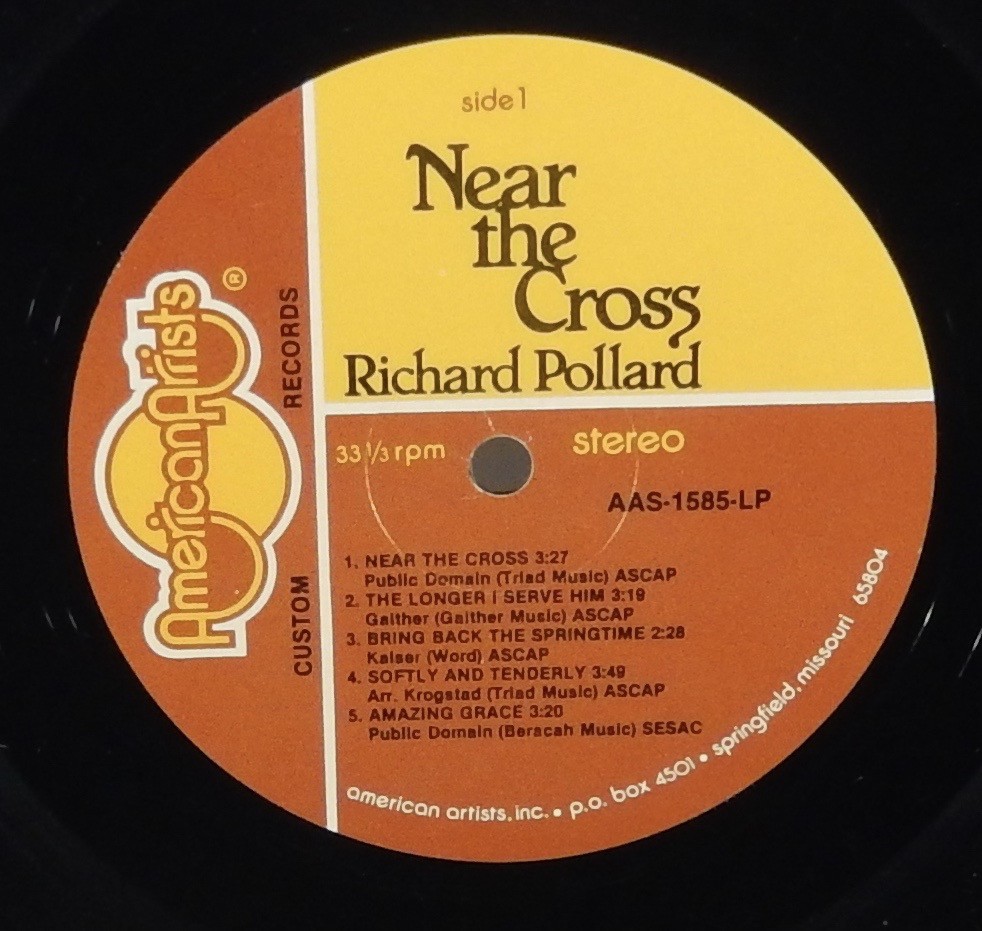 side 1
Near
the
Cross
Richard Pollard
American Artists ®
CUSTOM RECORDS
33 1/3 rpm
stereo
AAS-1585-LP
1. NEAR THE CROSS 3:27
Public Domain (Triad Music) ASCAP
2. THE LONGER I SERVE HIM 3:19
Gaither (Gaither Music) ASCAP
3. BRING BACK THE SPRINGTIME 2:28
Kaiser (Word) ASCAP
4. SOFTLY AND TENDERLY 3:49
Arr. Krogstad (Triad Music) ASCAP
5. AMAZING GRACE 3:20
Public Domain (Beracah Music) SESAC
american artists, inc. • p.o. box 4501 • springfield, missouri 65804